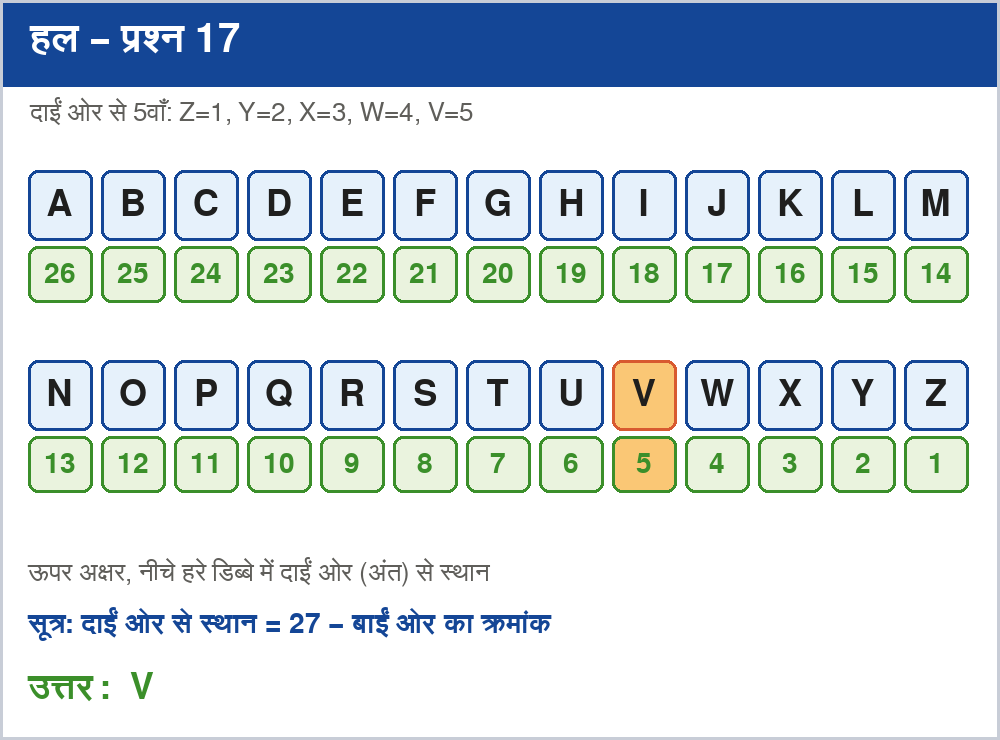 हल – प्रश्न 17
दाईं ओर से 5वाँ: Z=1, Y=2, X=3, W=4, V=5
A B C D E F G H I J K L M
26 25 24 23 22 21 20 19 18 17 16 15 14
N O P Q R S T U V W X Y Z
13 12 11 10 9 8 7 6 5 4 3 2 1
ऊपर अक्षर, नीचे हरे डिब्बे में दाईं ओर (अंत) से स्थान
सूत्र: दाईं ओर से स्थान = 27 – बाईं ओर का क्रमांक
उत्तर : V